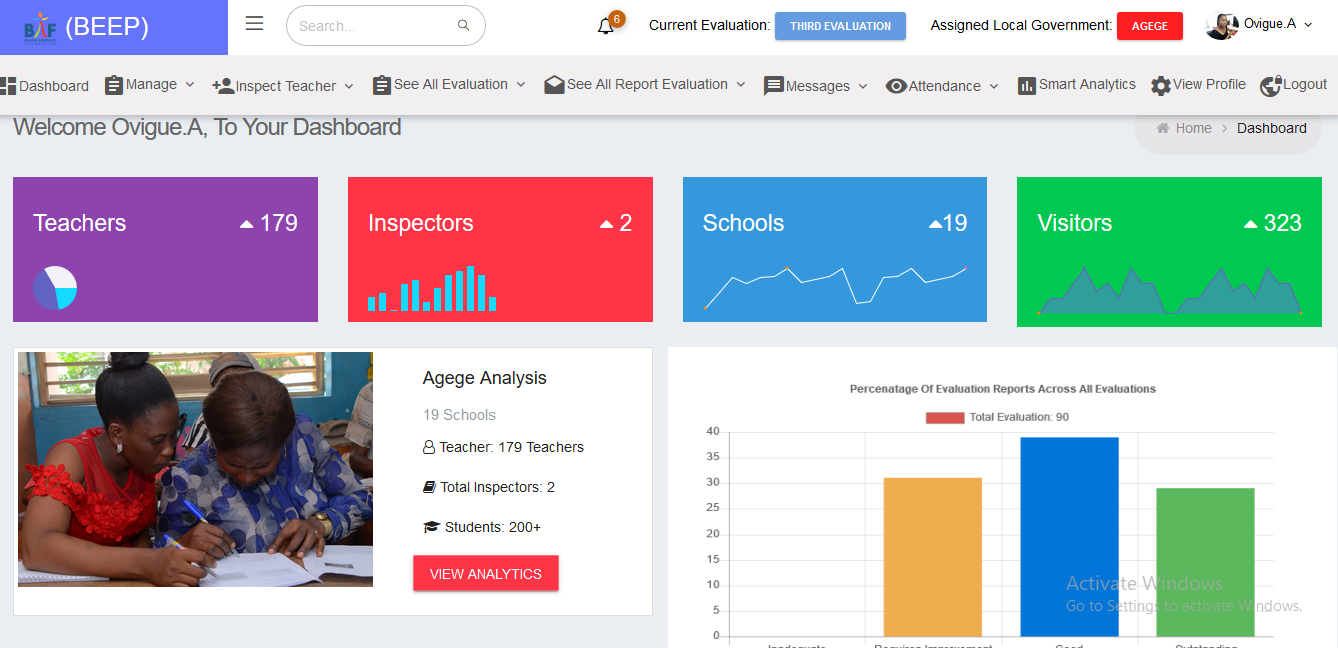 BAF (BEEP)
Search...
6
Current Evaluation: THIRD EVALUATION
Assigned Local Government: AGEGE
Ovigue.A
Dashboard Manage Inspect Teacher See All Evaluation See All Report Evaluation Messages Attendance Smart Analytics View Profile Logout
Welcome Ovigue.A, To Your Dashboard
Home > Dashboard
Teachers 179
Inspectors 2
Schools 19
Visitors 323
Agege Analysis
19 Schools
Teacher: 179 Teachers
Total Inspectors: 2
Students: 200+
VIEW ANALYTICS
Percenatage Of Evaluation Reports Across All Evaluations
Total Evaluation: 90
40
35
30
25
20
15
10
5
0
Inadequate Requires Improvement Good Outstanding
Activate Windows
Go to Settings to activate Windows.